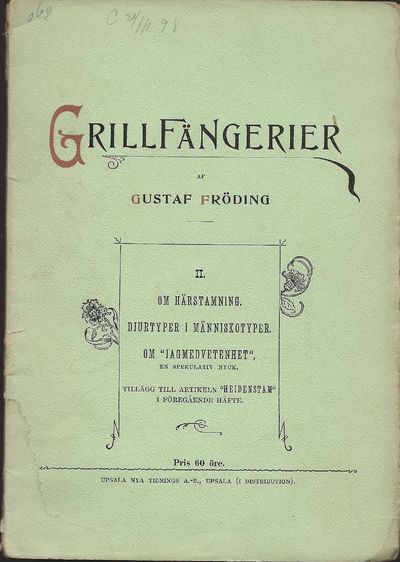 GRILLFÄNGERIER
AF
GUSTAF FRÖDING
II.
OM HÄRSTAMNING.
DJURTYPER I MÄNNISKOTYPER.
OM "JAGMEDVETENHET",
EN SPEKULATIV NYCK.
TILLÄGG TILL ARTIKELN "HEIDENSTAM"
I FÖREGÅENDE HÄFTE.
Pris 60 öre.
UPSALA NYA TIDNINGS A.-B., UPSALA (I DISTRIBUTION).